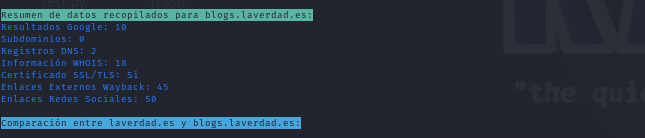 Resumen de datos recopilados para blogs.laverdad.es:
Resultados Google: 10
Subdominios: 0
Registros DNS: 2
Información WHOIS: 18
Certificado SSL/TLS: Sí
Enlaces Externos Wayback: 45
Enlaces Redes Sociales: 50
"the quie
Comparación entre laverdad.es y blogs.laverdad.es: